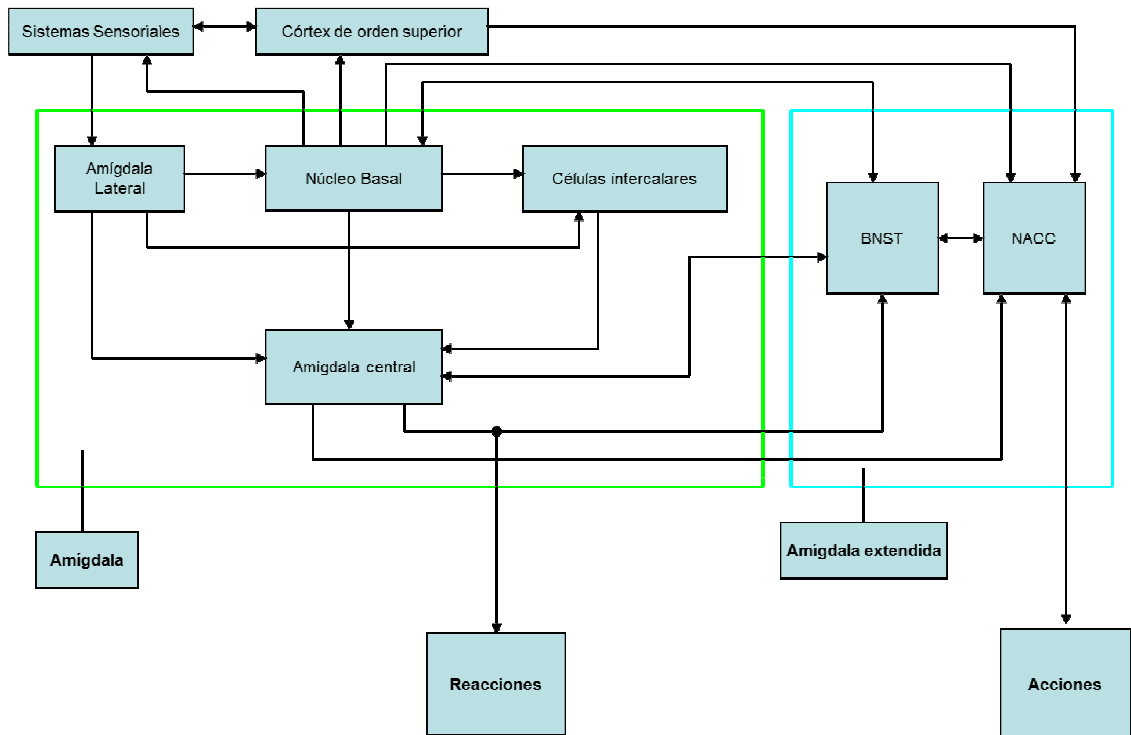 Sistemas Sensoriales
Córtex de orden superior
Amígdala
Lateral
Núcleo Basal
Células intercalares
BNST
NACC
Amigdala central
Amígdala
Amígdala extendida
Reacciones
Acciones